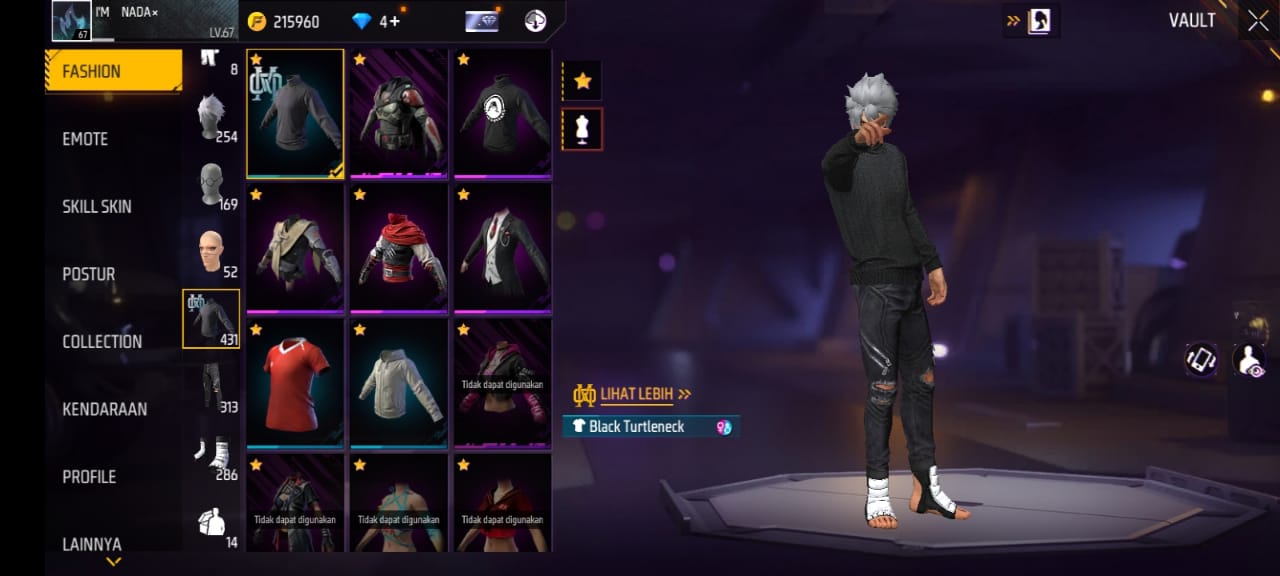 I'M NADA×
67
LV.67
215960
4+
VAULT
FASHION
EMOTE
SKILL SKIN
POSTUR
COLLECTION
KENDARAAN
PROFILE
LAINNYA
8
254
169
52
431
313
286
14
Tidak dapat digunakan
Tidak dapat digunakan
Tidak dapat digunakan
Tidak dapat digunakan
LIHAT LEBIH >>
Black Turtleneck